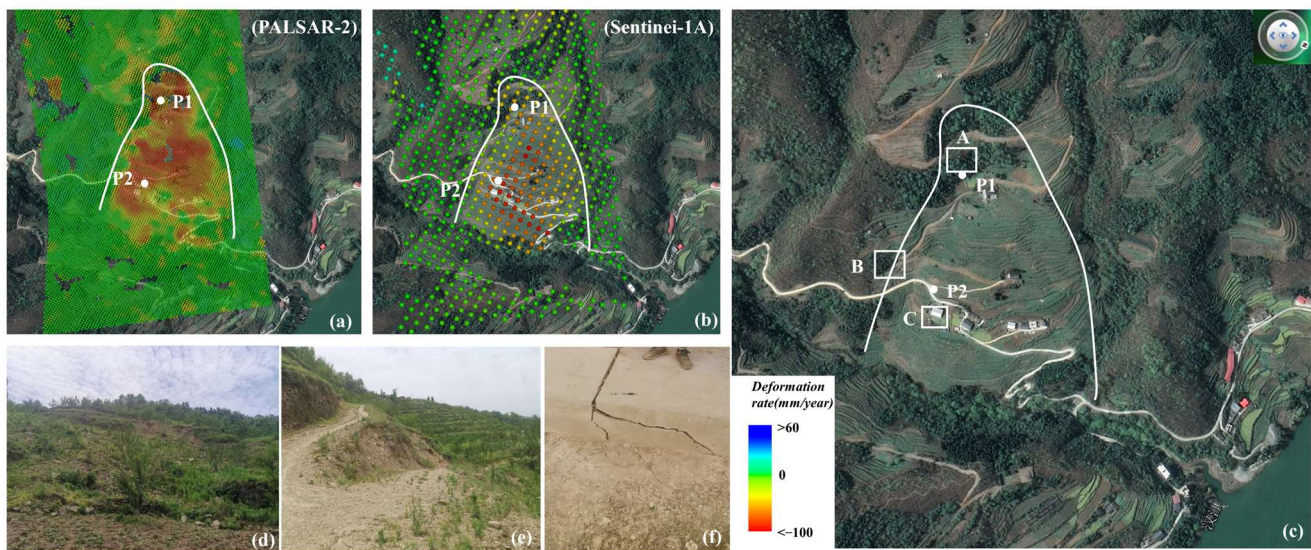 (PALSAR-2)
P1
P2
(a)
(Sentinei-1A)
P1
P2
(b)
A
P1
B
P2
C
Deformation
rate(mm/year)
>60
0
<−100
(c)
(d)
(e)
(f)